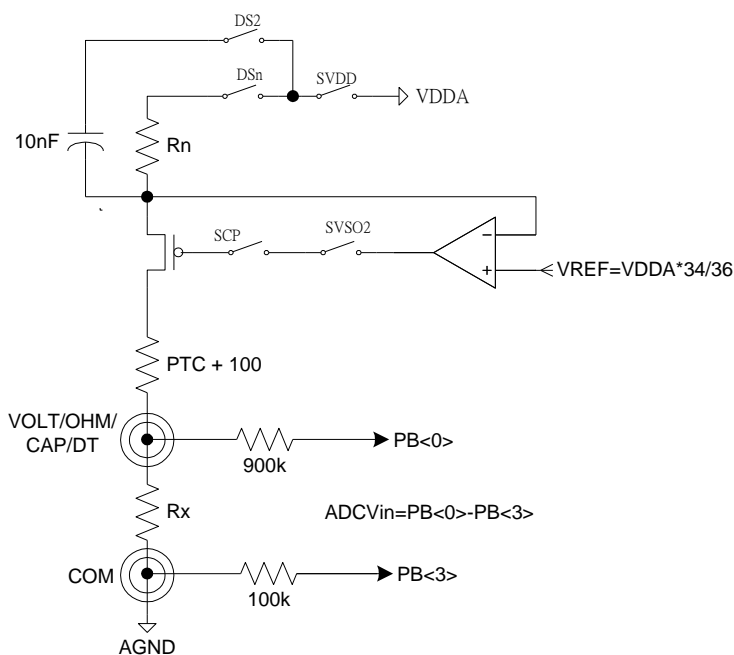 DS2
DSn
SVDD
VDDA
10nF
Rn
SCP
SVSO2
−
+
VREF=VDDA*34/36
PTC + 100
VOLT/OHM/
CAP/DT
900k
PB<0>
Rx
ADCVin=PB<0>-PB<3>
COM
100k
PB<3>
AGND